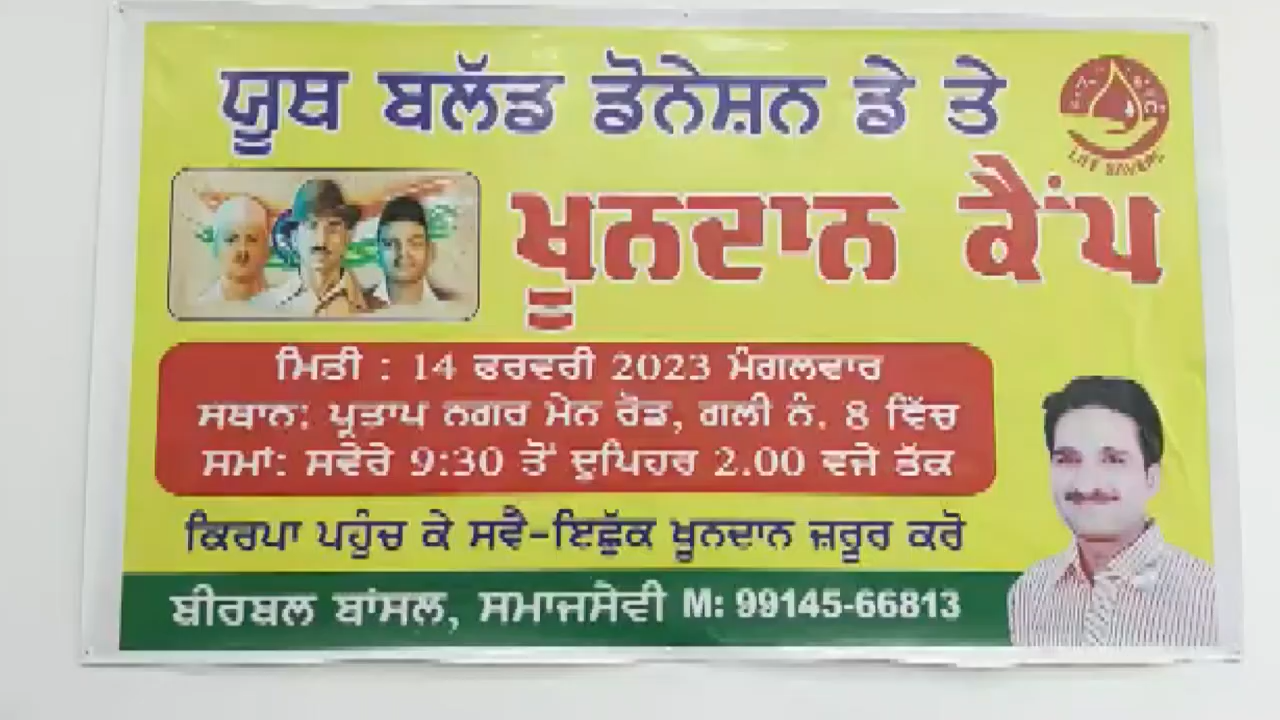 ਯੂਥ ਬਲੱਡ ਡੋਨੇਸ਼ਨ ਡੇ ਤੇ
ਖੂਨਦਾਨ ਕੈਂਪ
ਮਿਤੀ : 14 ਫਰਵਰੀ 2023 ਮੰਗਲਵਾਰ
ਸਥਾਨ: ਪ੍ਰਤਾਪ ਨਗਰ ਮੇਨ ਰੋਡ, ਗਲੀ ਨੰ. 8 ਵਿੱਚ
ਸਮਾਂ: ਸਵੇਰੇ 9:30 ਤੋਂ ਦੁਪਿਹਰ 2.00 ਵਜੇ ਤੱਕ
ਕਿਰਪਾ ਪਹੁੰਚ ਕੇ ਸਵੈ-ਇਛੁੱਕ ਖੂਨਦਾਨ ਜ਼ਰੂਰ ਕਰੋ
ਬੀਰਬਲ ਬਾਂਸਲ, ਸਮਾਜਸੇਵੀ M: 99145-66813